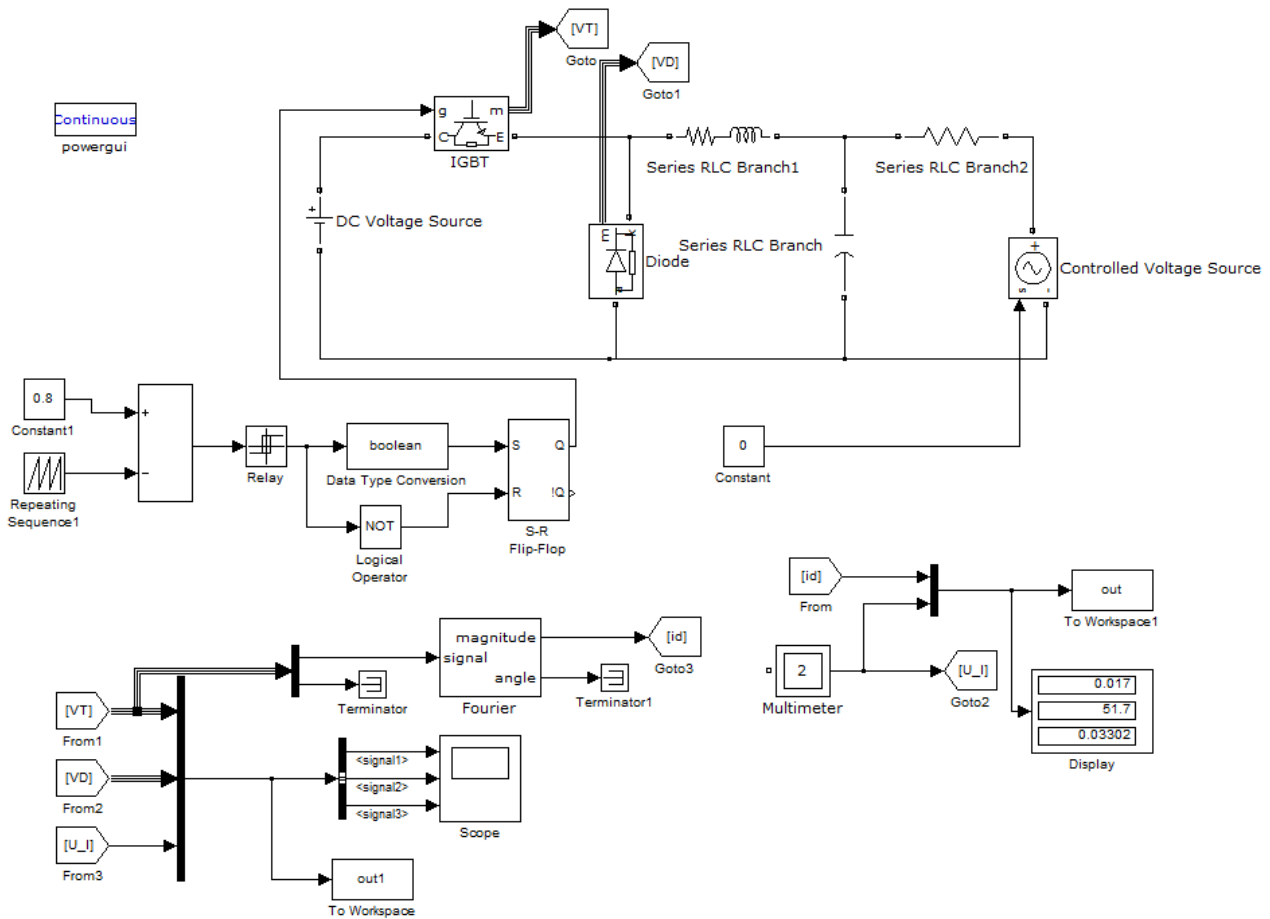 [VT]
Goto
[VD]
Goto1
Continuous
powergui
g
m
C
E
IGBT
Series RLC Branch1
Series RLC Branch2
+
DC Voltage Source
m
k
Diode
Series RLC Branch
+
s
-
Controlled Voltage Source
0.8
Constant1
+
-
Repeating
Sequence1
Relay
boolean
Data Type Conversion
NOT
Logical
Operator
S
Q
R
!Q
S-R
Flip-Flop
0
Constant
[id]
From
out
To Workspace1
2
Multimeter
[U_I]
Goto2
0.017
51.7
0.03302
Display
magnitude
signal
angle
Fourier
[id]
Goto3
Terminator
Terminator1
[VT]
From1
[VD]
From2
[U_I]
From3
<signal1>
<signal2>
<signal3>
Scope
out1
To Workspace